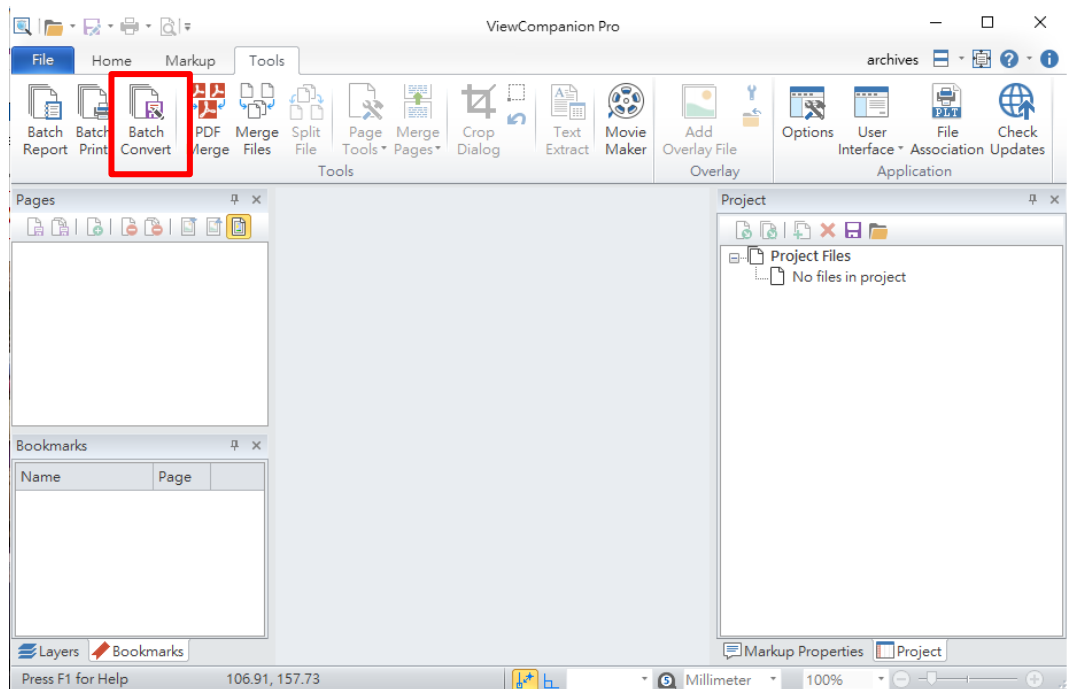 ViewCompanion Pro
File Home Markup Tools archives
Batch Report
Batch Print
Batch Convert
PDF Merge
Merge Files
Split File
Page Tools
Merge Pages
Crop Dialog
Text Extract
Movie Maker
Add Overlay File
Options
User Interface
File Association
Check Updates
PLT
Tools Overlay Application
Pages
Project
Project Files
No files in project
Bookmarks
Name Page
Layers Bookmarks
Markup Properties Project
Press F1 for Help 106.91, 157.73 Millimeter 100%